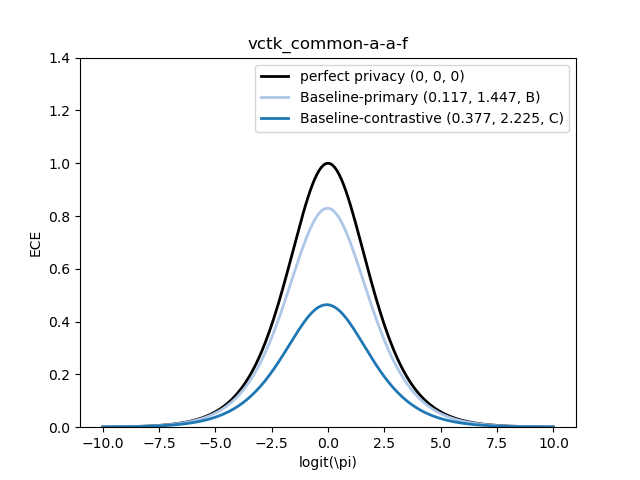 vctk_common-a-a-f
perfect privacy (0, 0, 0)
Baseline-primary (0.117, 1.447, B)
Baseline-contrastive (0.377, 2.225, C)
1.4
1.2
1.0
0.8
0.6
0.4
0.2
0.0
ECE
−10.0 −7.5 −5.0 −2.5 0.0 2.5 5.0 7.5 10.0
logit(\pi)